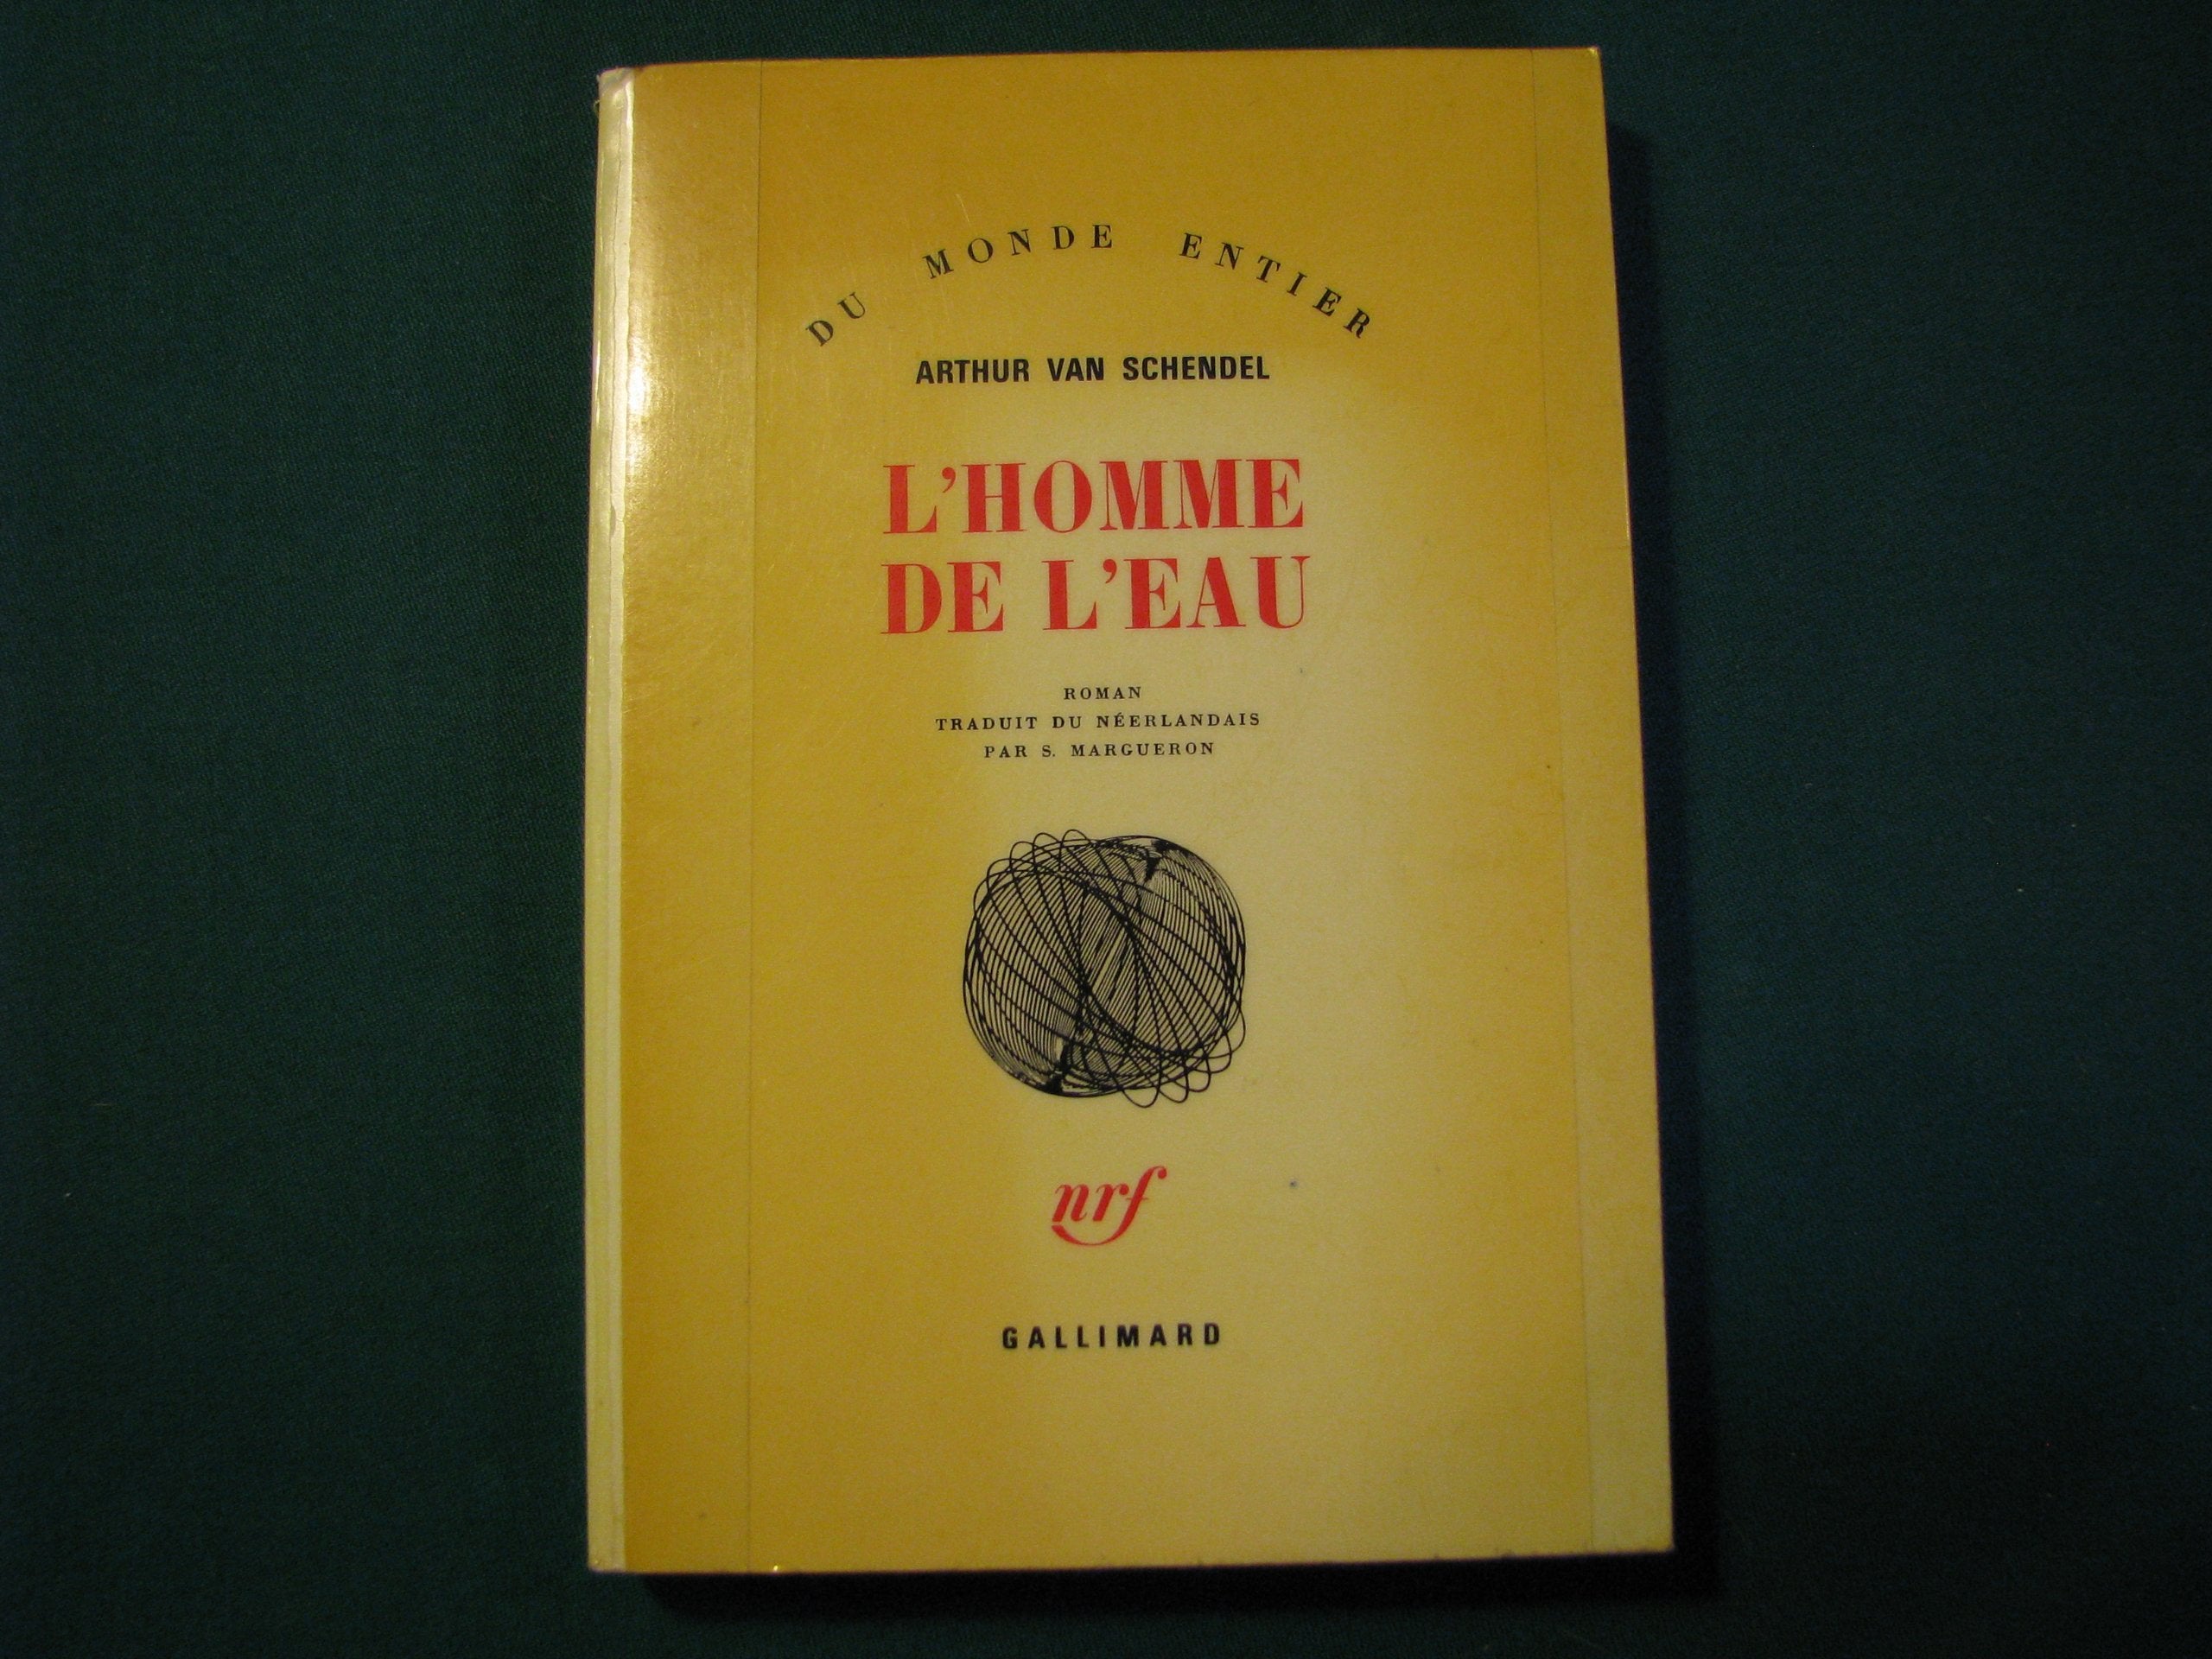 DU MONDE ENTIER
ARTHUR VAN SCHENDEL
L'HOMME
DE L'EAU
ROMAN
TRADUIT DU NÉERLANDAIS
PAR S. MARGUERON
nrf
GALLIMARD